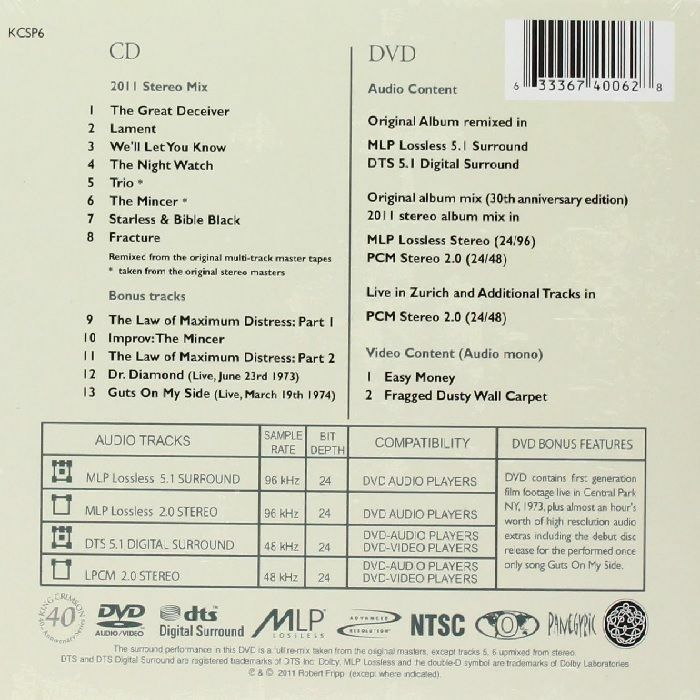 KCSP6
CD
2011 Stereo Mix
1 The Great Deceiver
2 Lament
3 We'll Let You Know
4 The Night Watch
5 Trio *
6 The Mincer *
7 Starless & Bible Black
8 Fracture
Remixed from the original multi-track master tapes
* taken from the original stereo masters
Bonus tracks
9 The Law of Maximum Distress: Part 1
10 Improv: The Mincer
11 The Law of Maximum Distress: Part 2
12 Dr. Diamond (Live, June 23rd 1973)
13 Guts On My Side (Live, March 19th 1974)
DVD
6 33367 40062 8
Audio Content
Original Album remixed in
MLP Lossless 5.1 Surround
DTS 5.1 Digital Surround
Original album mix (30th anniversary edition)
2011 stereo album mix in
MLP Lossless Stereo (24/96)
PCM Stereo 2.0 (24/48)
Live in Zurich and Additional Tracks in
PCM Stereo 2.0 (24/48)
Video Content (Audio mono)
1 Easy Money
2 Fragged Dusty Wall Carpet
AUDIO TRACKS SAMPLE RATE BIT DEPTH COMPATIBILITY
MLP Lossless 5.1 SURROUND 96 kHz 24 DVD AUDIO PLAYERS
MLP Lossless 2.0 STEREO 96 kHz 24 DVD AUDIO PLAYERS
DTS 5.1 DIGITAL SURROUND 48 kHz 24 DVD-AUDIO PLAYERS
DVD-VIDEO PLAYERS
LPCM 2.0 STEREO 48 kHz 24 DVD-AUDIO PLAYERS
DVD-VIDEO PLAYERS
DVD BONUS FEATURES
DVD contains first generation
film footage live in Central Park
NY, 1973, plus almost an hour's
worth of high resolution audio
extras including the debut disc
release for the performed once
only song Guts On My Side.
KING CRIMSON 40 40th Anniversary Series
DVD AUDIO/VIDEO
dts Digital Surround
MLP LOSSLESS
ADVANCED RESOLUTION
NTSC
0
PANEGYRIC
The surround performance in this DVD is a full re-mix taken from the original masters, except tracks 5, 6 upmixed from stereo.
DTS and DTS Digital Surround are registered trademarks of DTS Inc. Dolby, MLP Lossless and the double-D symbol are trademarks of Dolby Laboratories
℗ & © 2011 Robert Fripp (except where indicated).